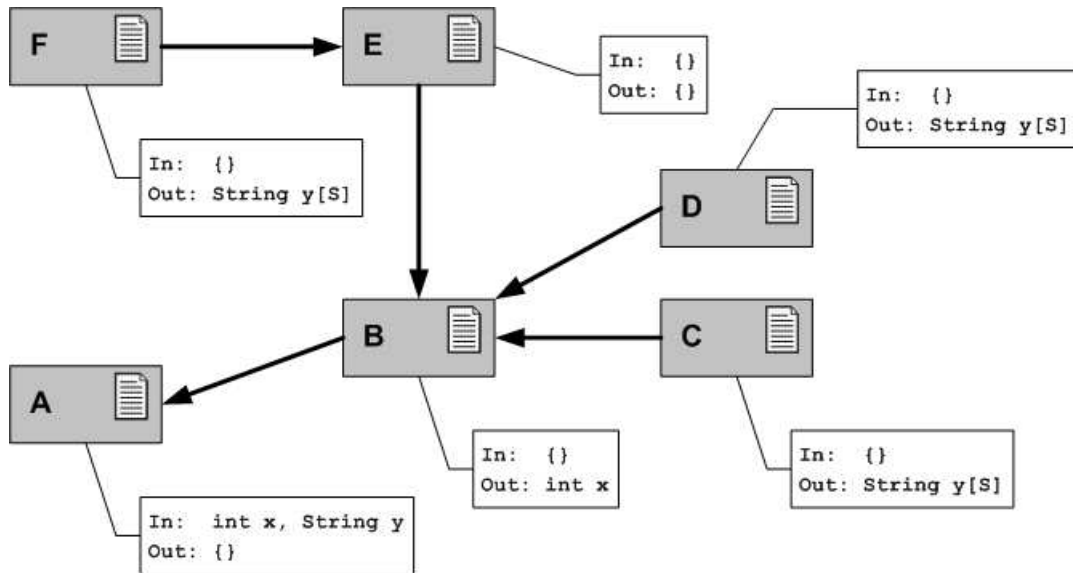 F
E
In: {}
Out: {}
In: {}
Out: String y[S]
In: {}
Out: String y[S]
D
B
C
A
In: {}
Out: int x
In: {}
Out: String y[S]
In: int x, String y
Out: {}